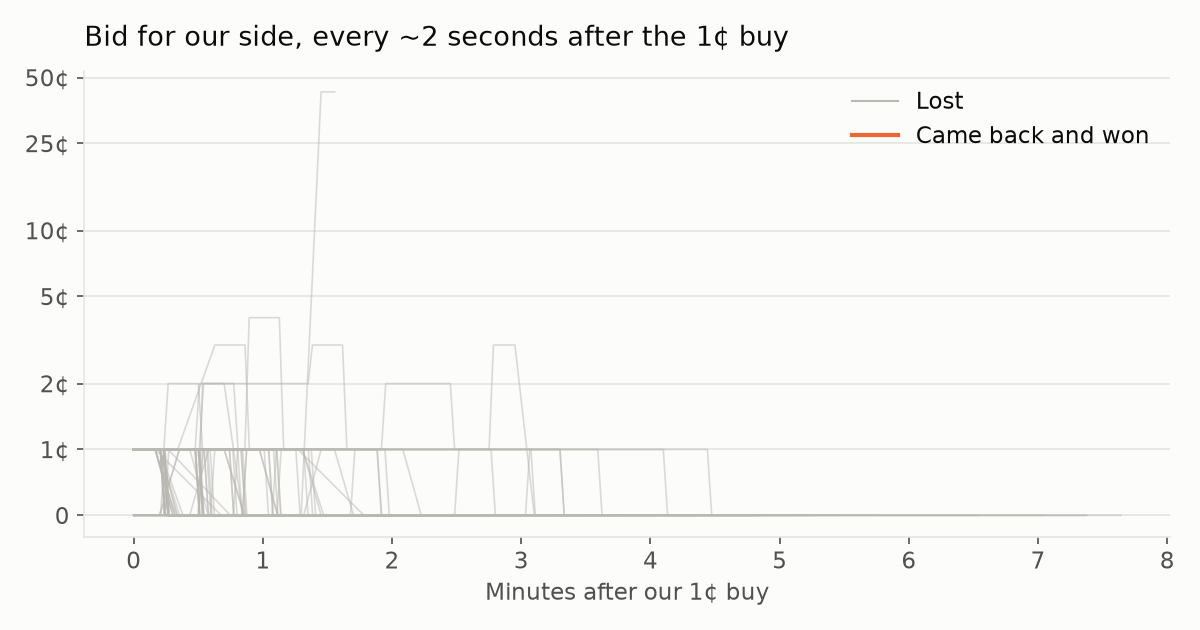 Bid for our side, every ~2 seconds after the 1¢ buy
50¢
25¢
10¢
5¢
2¢
1¢
0
Lost
Came back and won
0 1 2 3 4 5 6 7 8
Minutes after our 1¢ buy